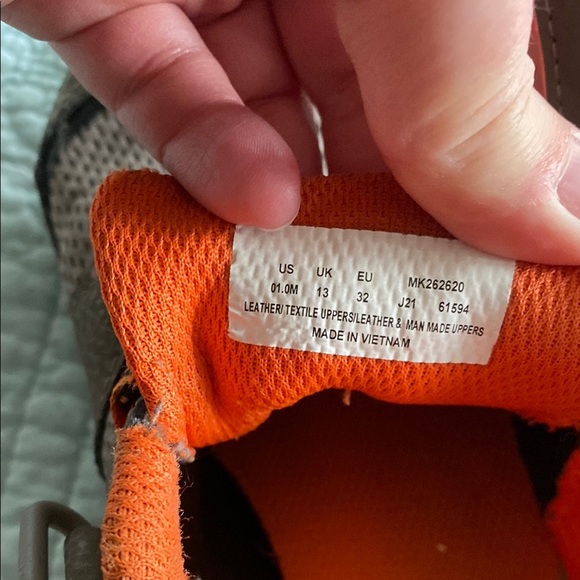 US UK EU MK262620
01.0M 13 32 J21 61594
LEATHER/ TEXTILE UPPERS/LEATHER & MAN MADE UPPERS
MADE IN VIETNAM